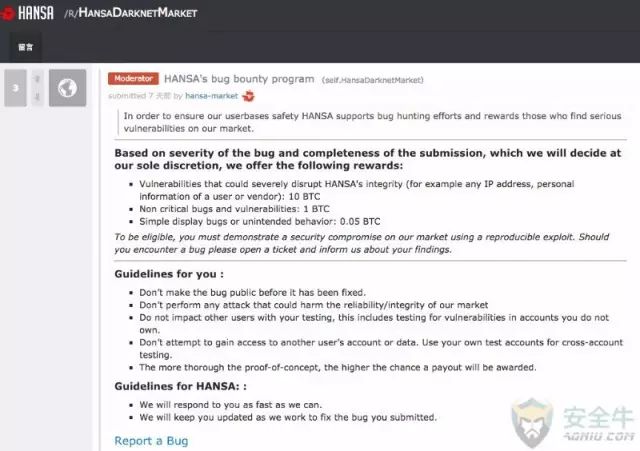 HANSA /R/HANSADARKNETMARKET
留言
3
Moderator HANSA's bug bounty program (self.HansaDarknetMarket)
submitted 7 天前 by hansa-market
In order to ensure our userbases safety HANSA supports bug hunting efforts and rewards those who find serious
vulnerabilities on our market.
Based on severity of the bug and completeness of the submission, which we will decide at
our sole discretion, we offer the following rewards:
▪ Vulnerabilities that could severely disrupt HANSA's integrity (for example any IP address, personal
information of a user or vendor): 10 BTC
▪ Non critical bugs and vulnerabilities: 1 BTC
▪ Simple display bugs or unintended behavior: 0.05 BTC
To be eligible, you must demonstrate a security compromise on our market using a reproducible exploit. Should
you encounter a bug please open a ticket and inform us about your findings.
Guidelines for you :
▪ Don't make the bug public before it has been fixed.
▪ Don't perform any attack that could harm the reliability/integrity of our market
▪ Do not impact other users with your testing, this includes testing for vulnerabilities in accounts you do not
own.
▪ Don't attempt to gain access to another user's account or data. Use your own test accounts for cross-account
testing.
▪ The more thorough the proof-of-concept, the higher the chance a payout will be awarded.
Guidelines for HANSA: :
▪ We will respond to you as fast as we can.
▪ We will keep you updated as we work to fix the bug you submitted.
Report a Bug
安全牛
AQNIU.COM